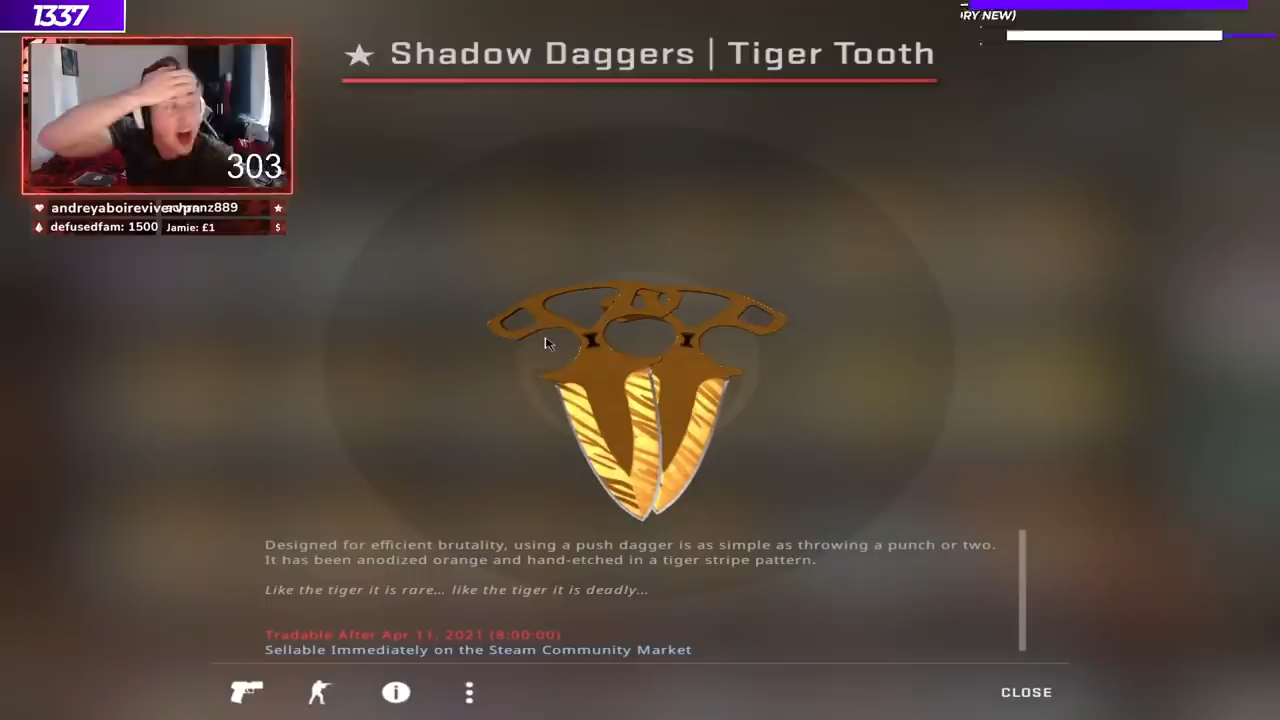 1337
RY NEW)
★ Shadow Daggers | Tiger Tooth
303
defusedfam: 1500
Jamie: £1
$
Designed for efficient brutality, using a push dagger is as simple as throwing a punch or two.
It has been anodized orange and hand-etched in a tiger stripe pattern.
Like the tiger it is rare... like the tiger it is deadly...
Tradable After Apr 11, 2021 (8:00:00)
Sellable Immediately on the Steam Community Market
CLOSE